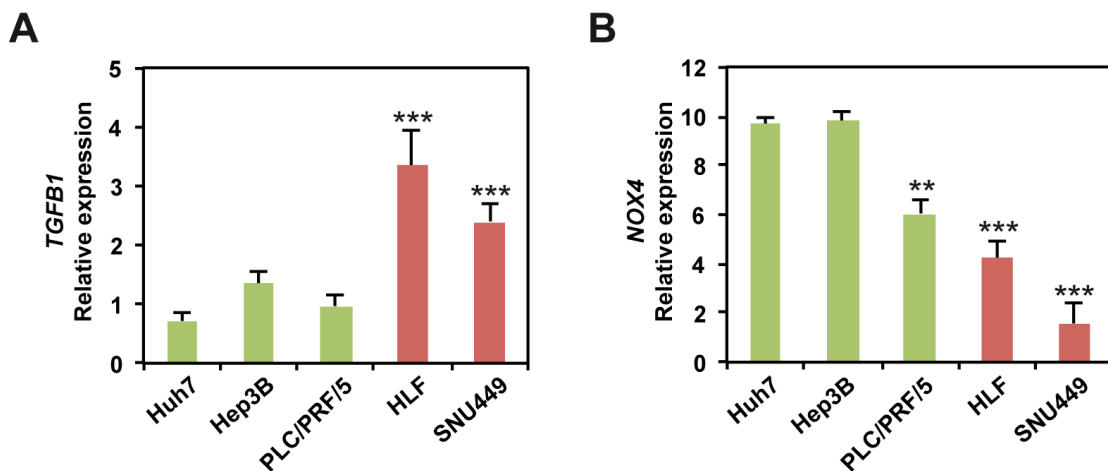 A
TGFB1
Relative expression
5
4
3
2
1
0
***
***
Huh7
Hep3B
PLC/PRF/5
HLF
SNU449
B
NOX4
Relative expression
12
10
8
6
4
2
0
**
***
***
Huh7
Hep3B
PLC/PRF/5
HLF
SNU449